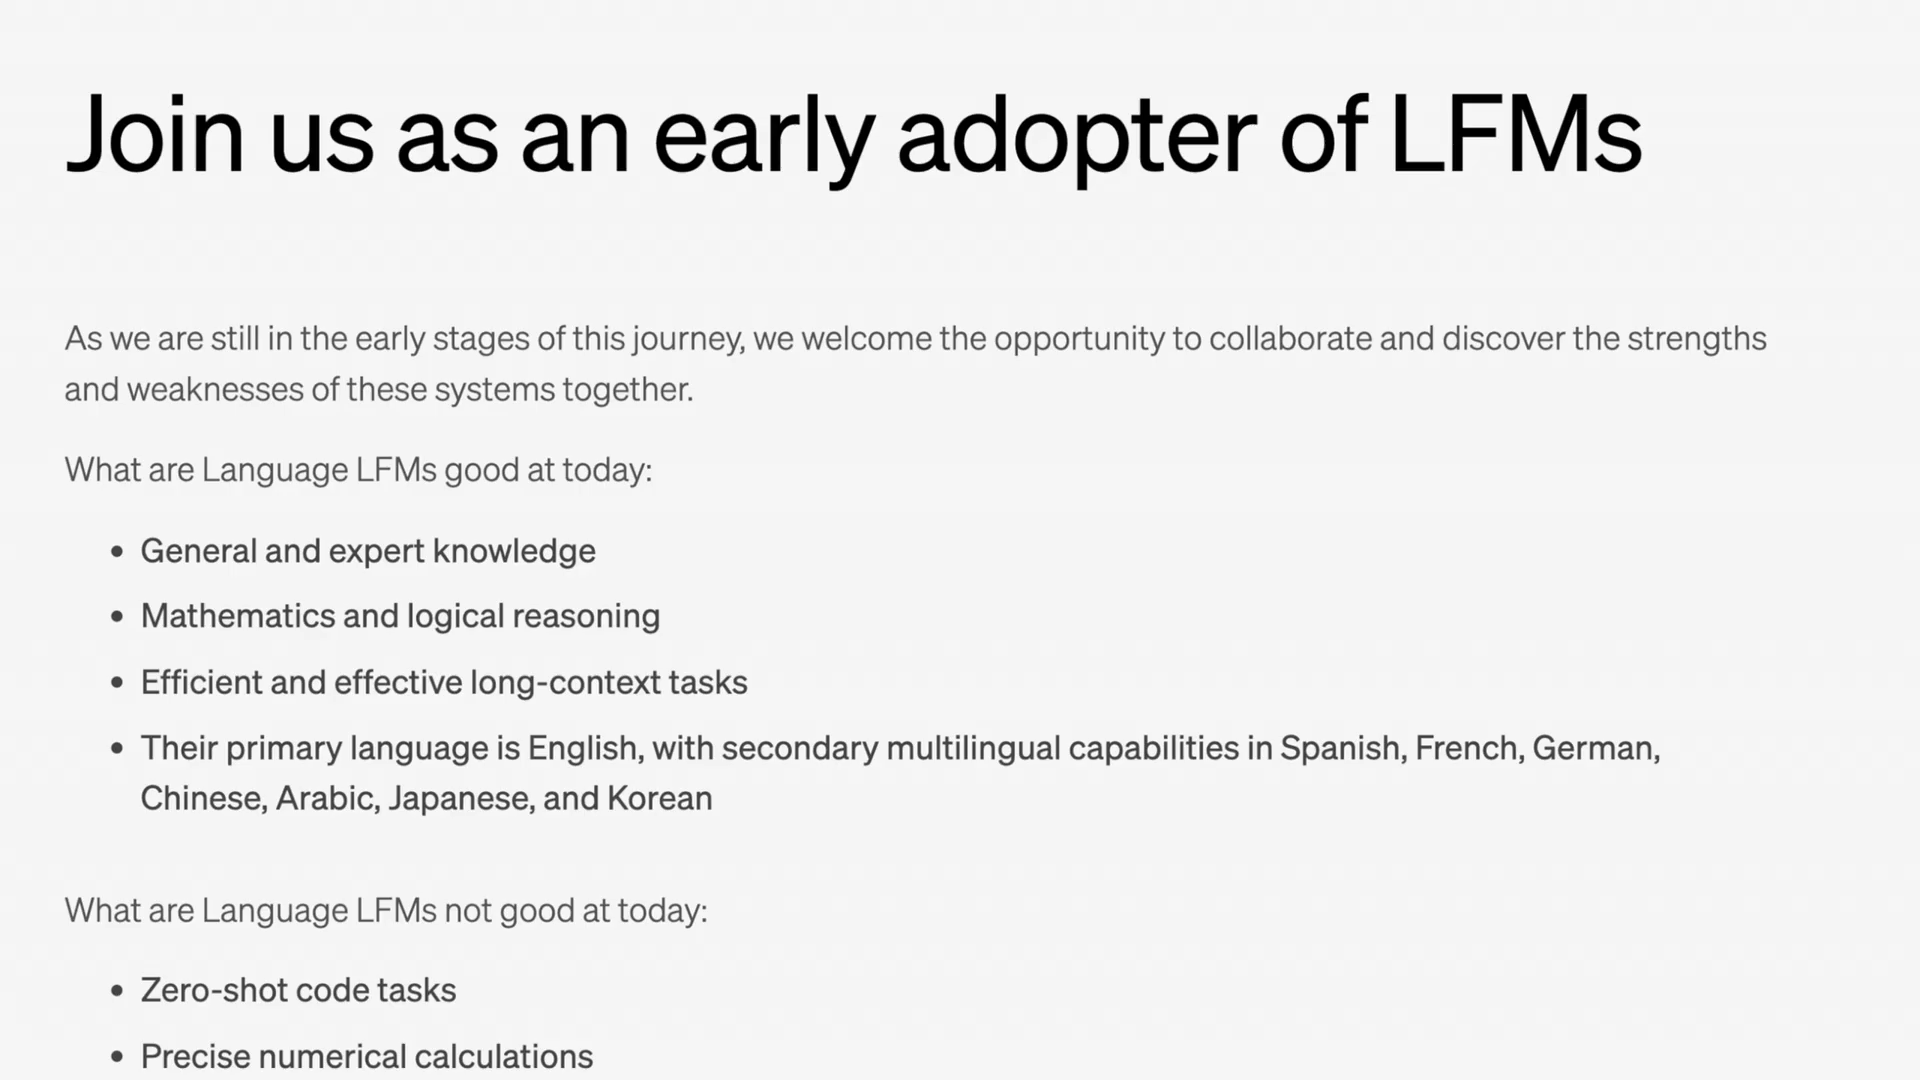 Join us as an early adopter of LFMs
As we are still in the early stages of this journey, we welcome the opportunity to collaborate and discover the strengths
and weaknesses of these systems together.
What are Language LFMs good at today:
• General and expert knowledge
• Mathematics and logical reasoning
• Efficient and effective long-context tasks
• Their primary language is English, with secondary multilingual capabilities in Spanish, French, German,
Chinese, Arabic, Japanese, and Korean
What are Language LFMs not good at today:
• Zero-shot code tasks
• Precise numerical calculations